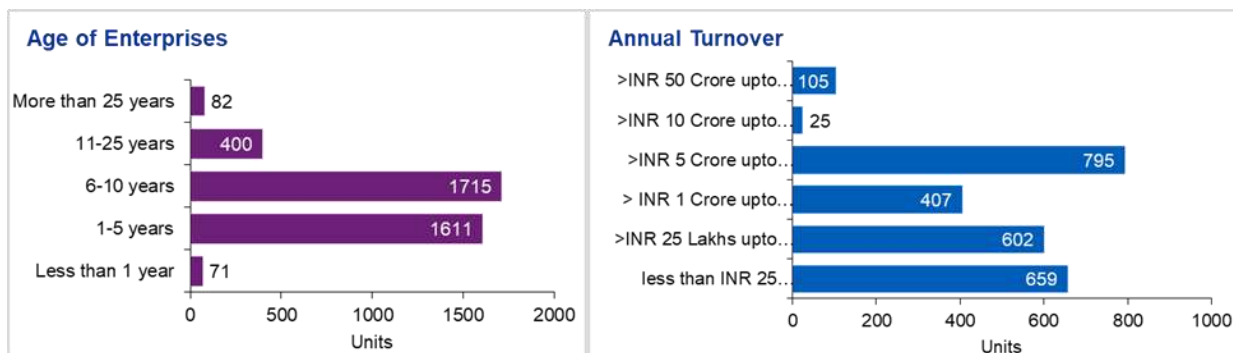 Age of Enterprises
More than 25 years 82
11-25 years 400
6-10 years 1715
1-5 years 1611
Less than 1 year 71
0 500 1000 1500 2000
Units
Annual Turnover
>INR 50 Crore upto... 105
>INR 10 Crore upto... 25
>INR 5 Crore upto... 795
> INR 1 Crore upto... 407
>INR 25 Lakhs upto... 602
less than INR 25... 659
0 200 400 600 800 1000
Units